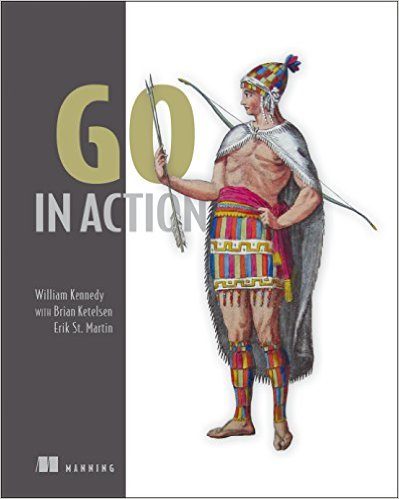 GO
IN ACTION
William Kennedy
WITH Brian Ketelsen
Erik St. Martin
MANNING